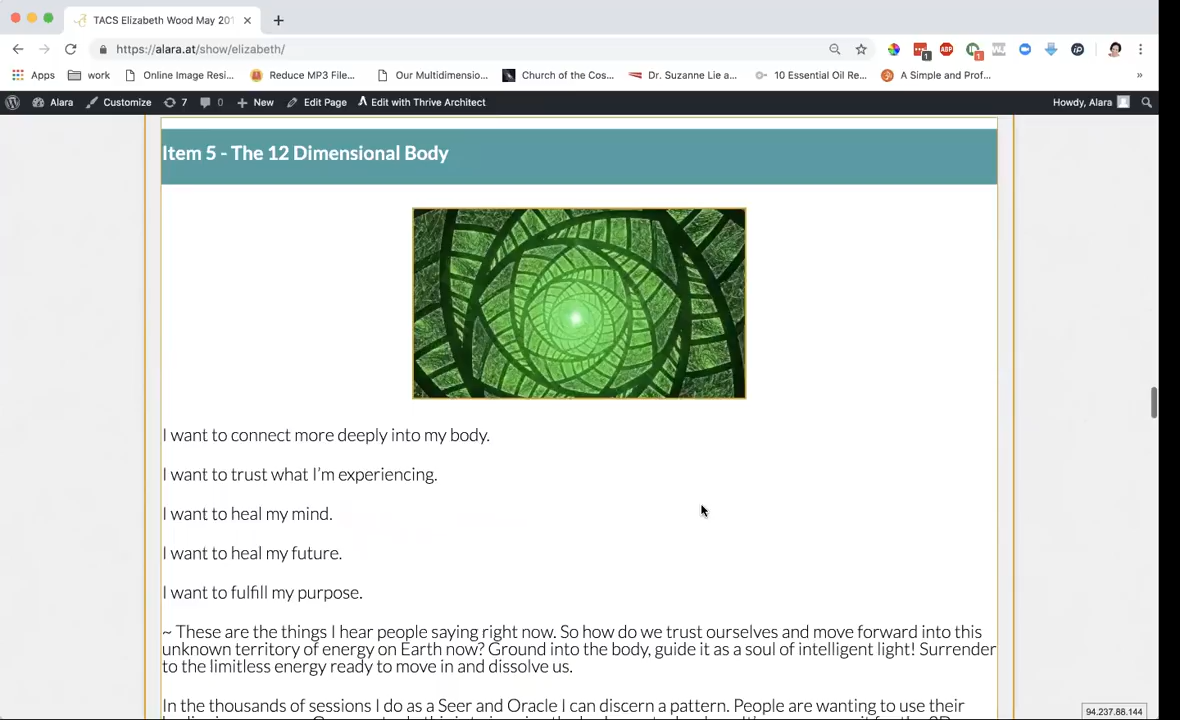 TACS Elizabeth Wood May 201
https://alara.at/show/elizabeth/
Apps
work
Online Image Resi...
Reduce MP3 File...
Our Multidimensio...
Church of the Cos...
Dr. Suzanne Lie a...
10 Essential Oil Re...
A Simple and Prof...
»
Alara
Customize
7
0
New
Edit Page
Edit with Thrive Architect
Howdy, Alara
Item 5 - The 12 Dimensional Body
I want to connect more deeply into my body.
I want to trust what I'm experiencing.
I want to heal my mind.
I want to heal my future.
I want to fulfill my purpose.
~ These are the things I hear people saying right now. So how do we trust ourselves and move forward into this
unknown territory of energy on Earth now? Ground into the body, guide it as a soul of intelligent light! Surrender
to the limitless energy ready to move in and dissolve us.
In the thousands of sessions I do as a Seer and Oracle I can discern a pattern. People are wanting to use their
94.237.88.144